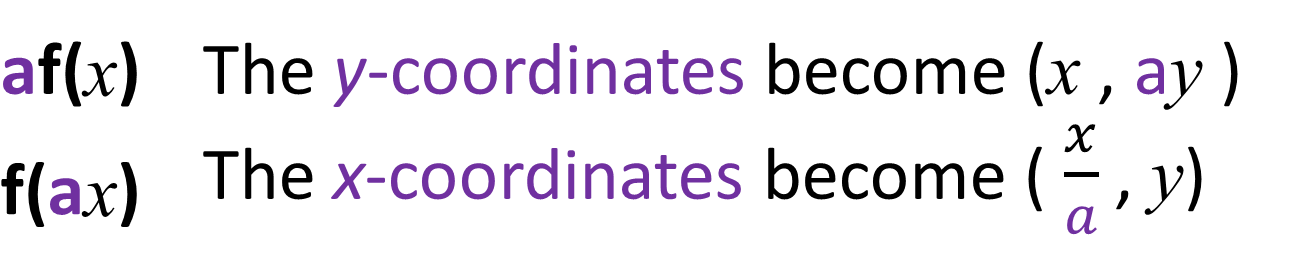 af(x) The y-coordinates become (x , ay )
f(ax) The x-coordinates become ( x/a , y)